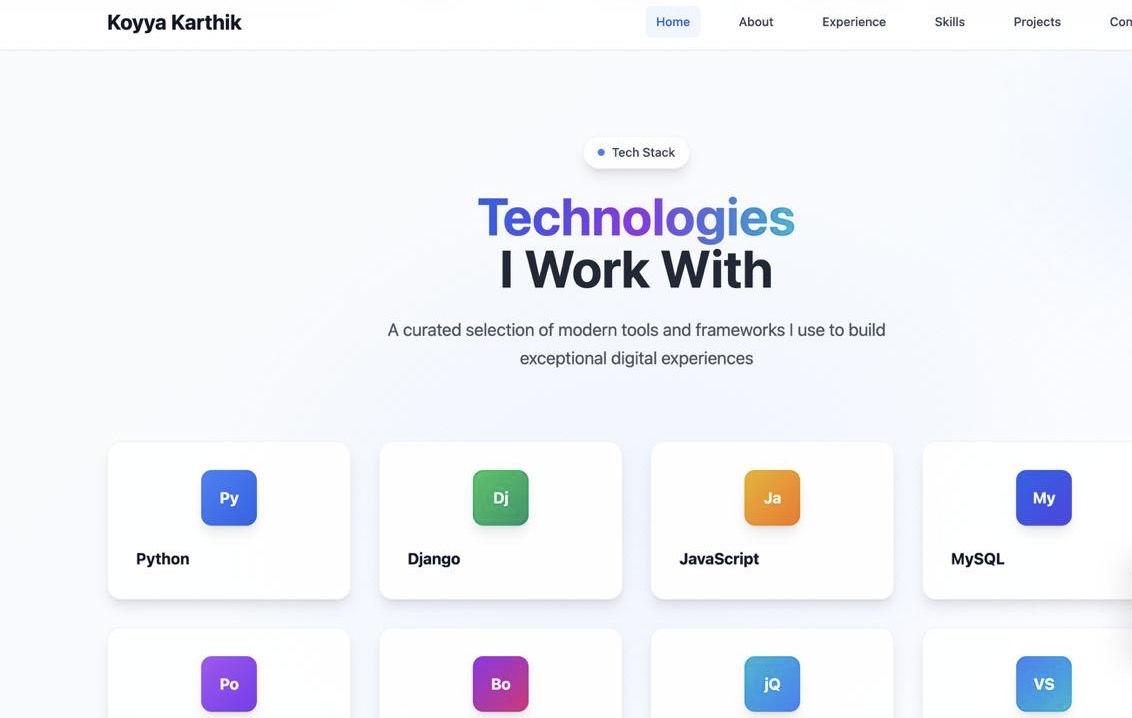 Koyya Karthik
Home About Experience Skills Projects
Tech Stack
Technologies
I Work With
A curated selection of modern tools and frameworks I use to build
exceptional digital experiences
Py Dj Ja My
Python Django JavaScript MySQL
Po Bo jQ VS